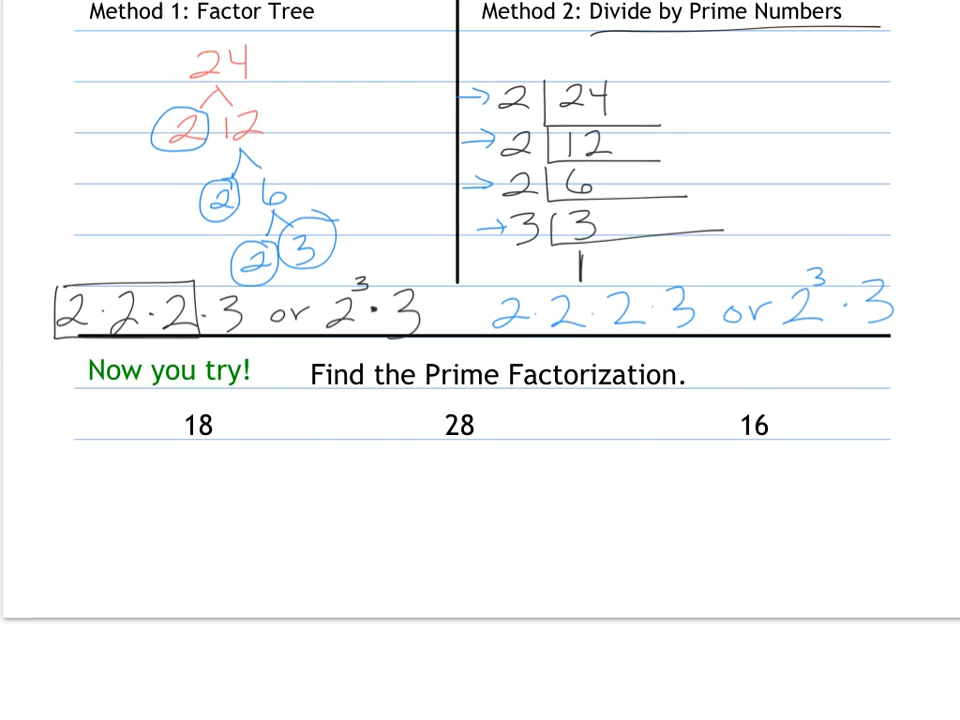 Method 1: Factor Tree
24
2 12
2 6
2 3
2·2·2·3 or 2³·3
Method 2: Divide by Prime Numbers
→ 2 24
→ 2 12
→ 2 6
→ 3 3
1
2·2·2·3 or 2³·3
Now you try! Find the Prime Factorization.
18 28 16